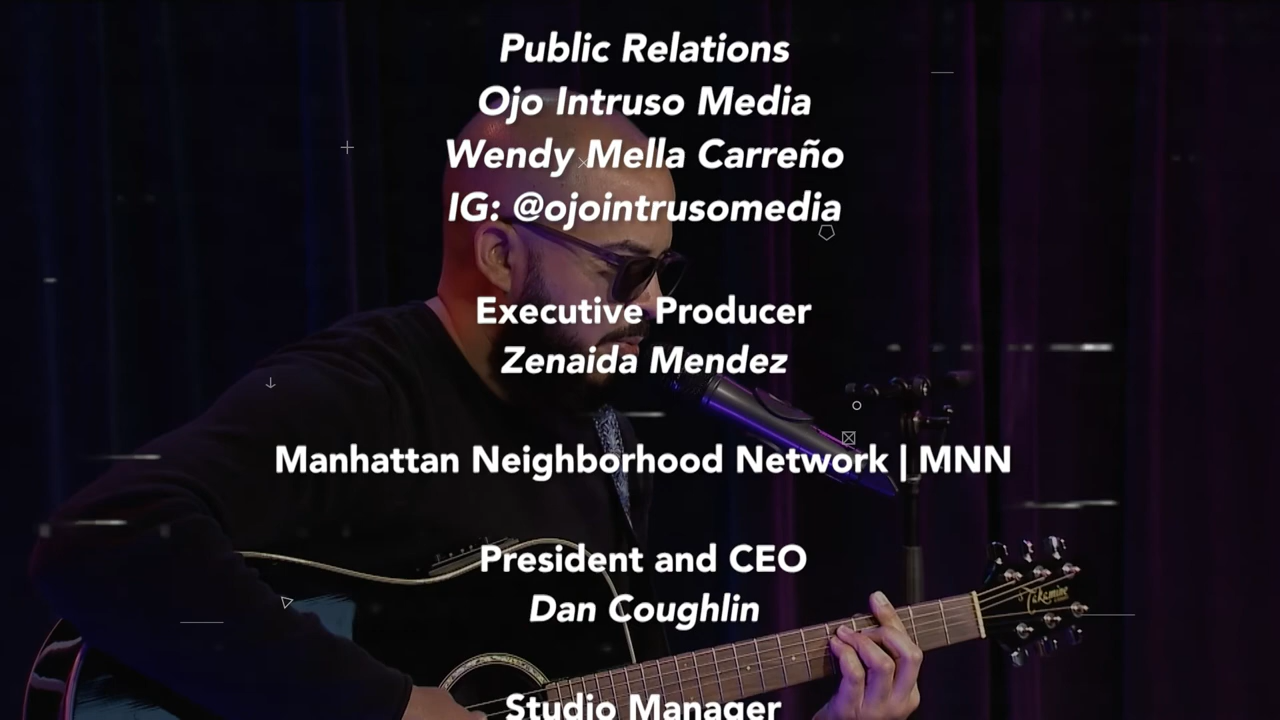 Public Relations
Ojo Intruso Media
Wendy Mella Carreño
IG: @ojointrusomedia
Executive Producer
Zenaida Mendez
Manhattan Neighborhood Network | MNN
President and CEO
Dan Coughlin
Takamine
Studio Manager